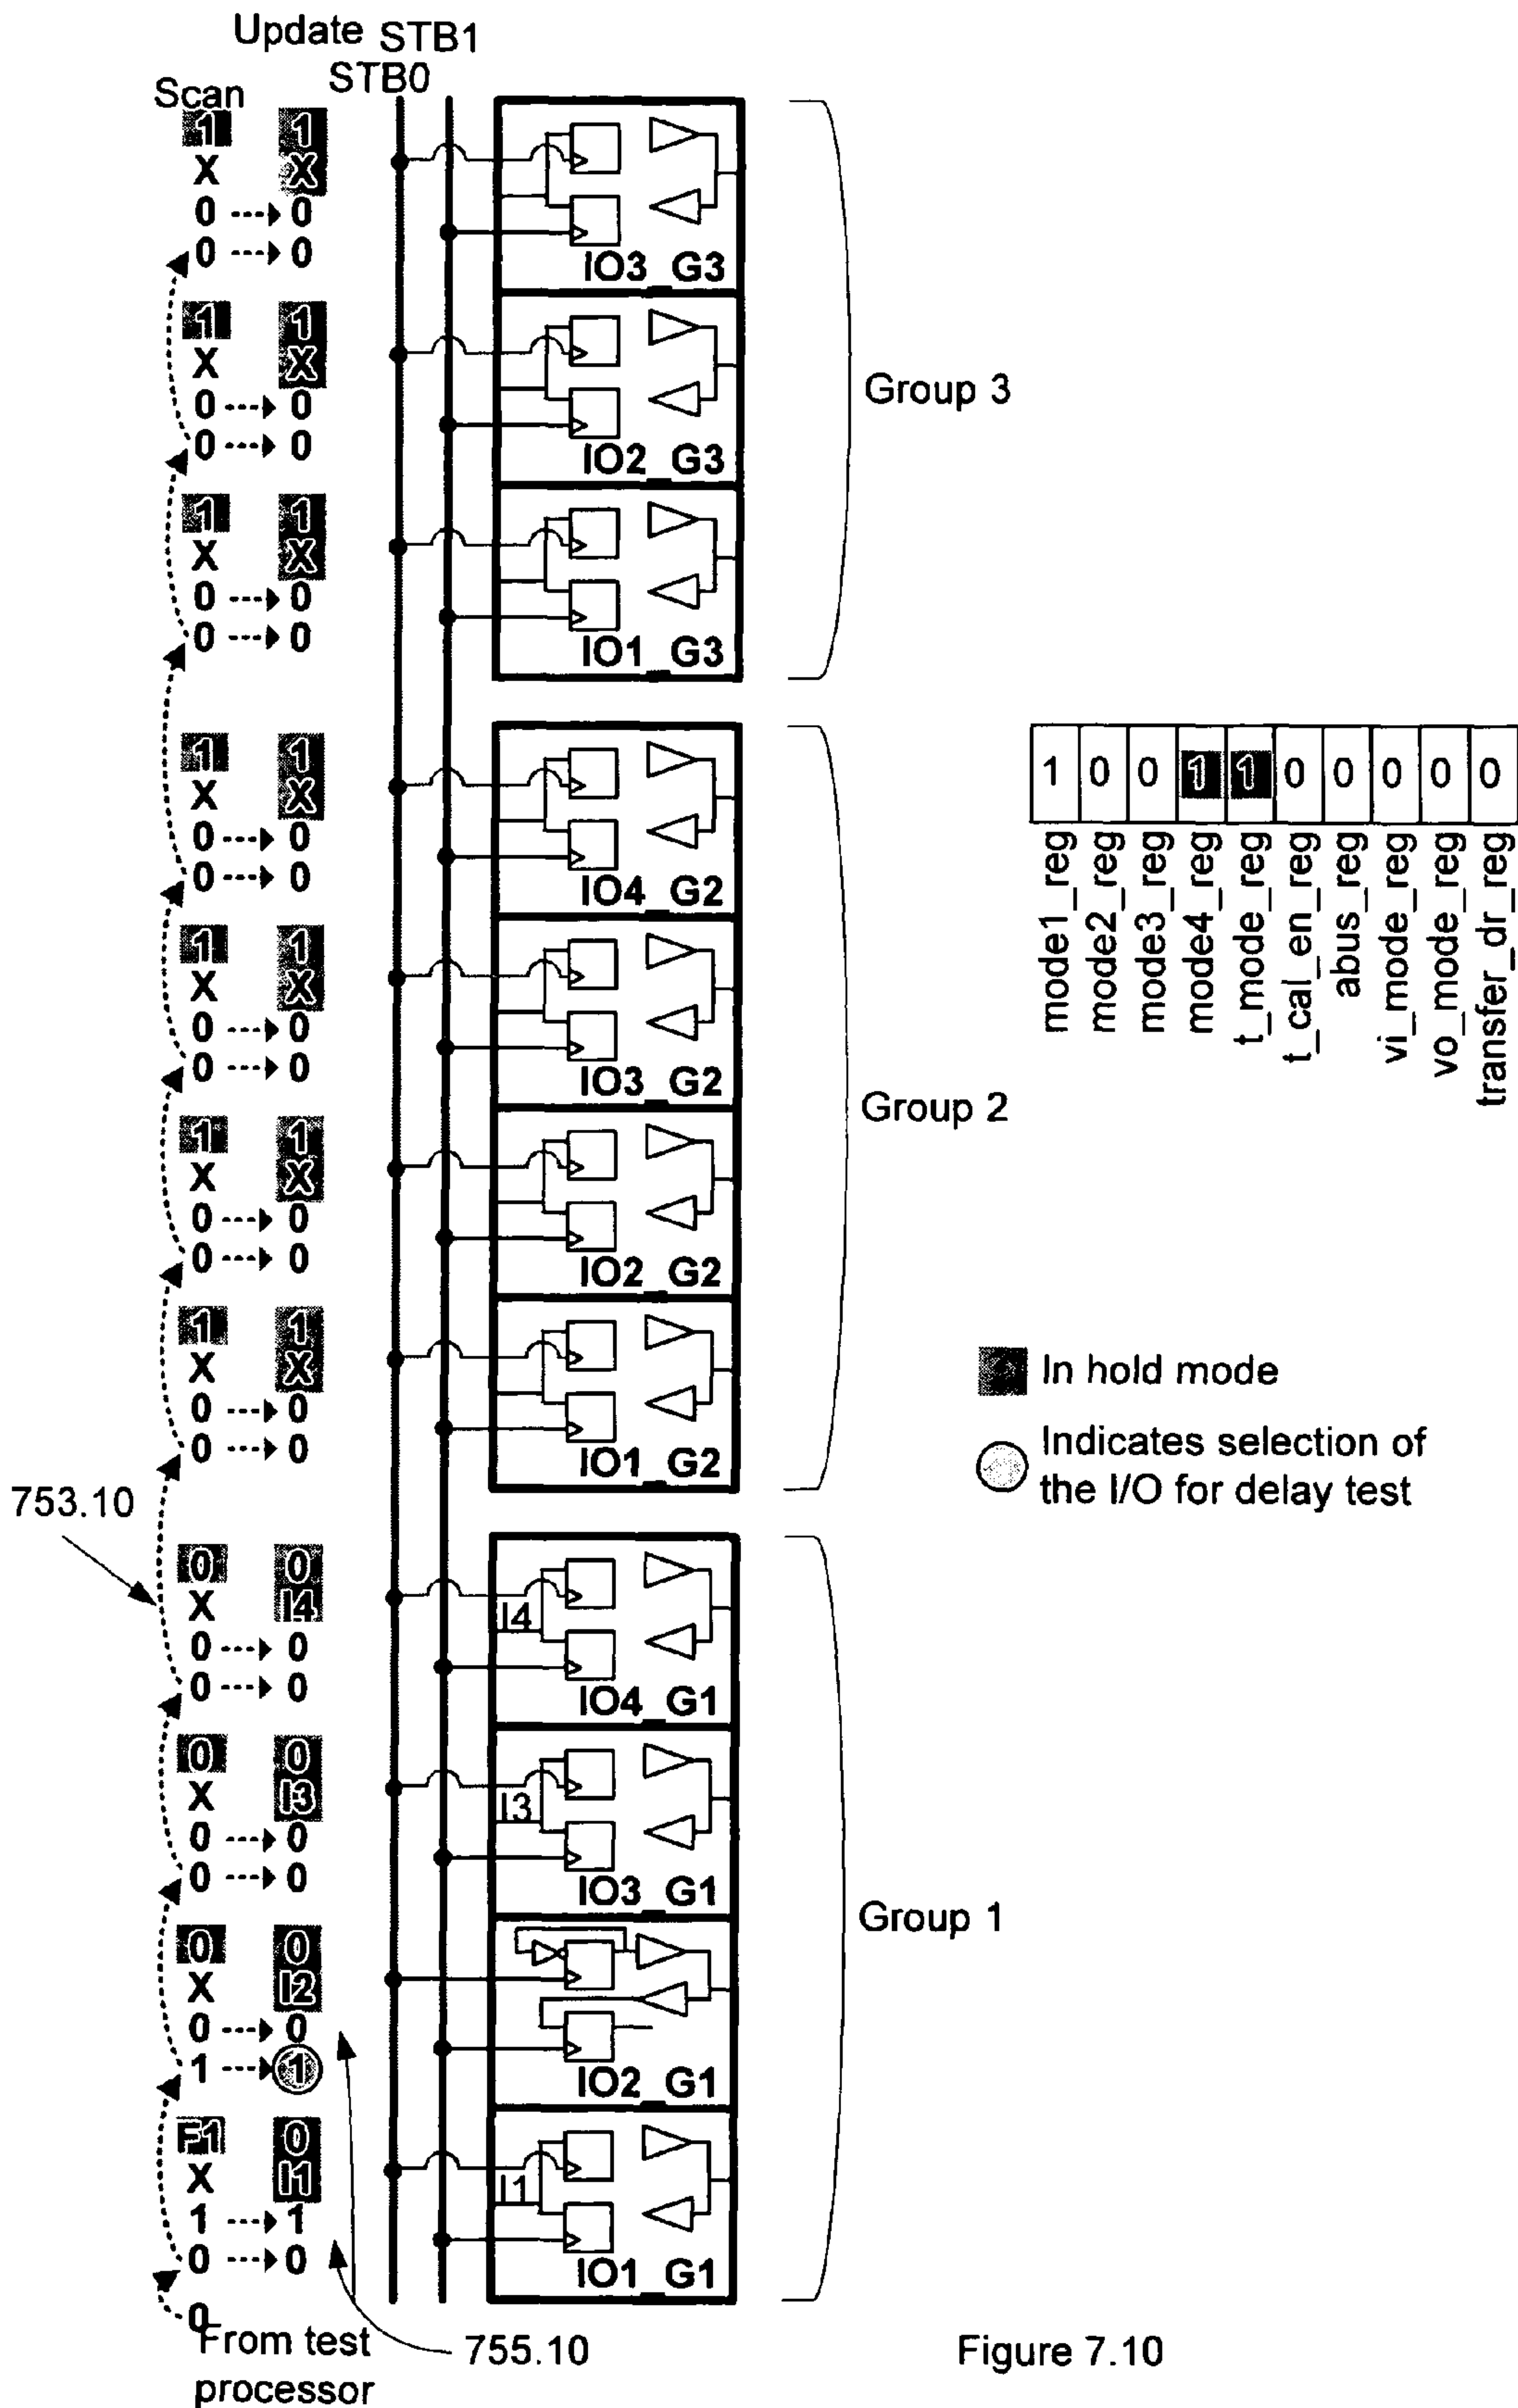 Update STB1
STB0
Scan
1 1
X X
0 0
0 0
IO3_G3
1 1
X X
0 0
0 0
IO2_G3
1 1
X X
0 0
0 0
IO1_G3
Group 3
1 1
X X
0 0
0 0
IO4_G2
1 1
X X
0 0
0 0
IO3_G2
1 1
X X
0 0
0 0
IO2_G2
1 1
X X
0 0
0 0
IO1_G2
Group 2
1 0 0 1 1 0 0 0 0 0
mode1_reg
mode2_reg
mode3_reg
mode4_reg
t_mode_reg
t_cal_en_reg
abus_reg
vi_mode_reg
vo_mode_reg
transfer_dr_reg
In hold mode
Indicates selection of
the I/O for delay test
753.10
0 0
X I4
0 0
0 0
I4
IO4_G1
0 0
X I3
0 0
0 0
I3
IO3_G1
0 0
X I2
0 0
1 1
IO2_G1
F1 0
X I1
1 1
0 0
I1
IO1_G1
Group 1
0
From test
processor
755.10
Figure 7.10